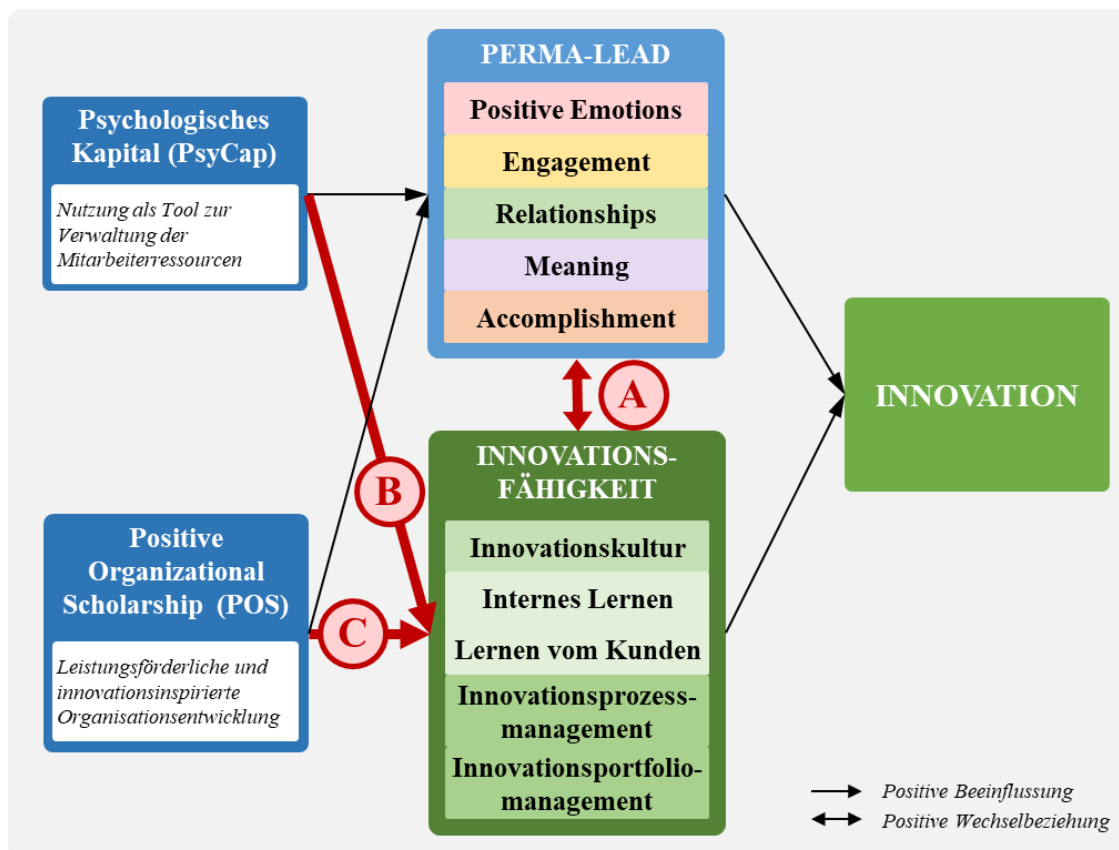 Psychologisches
Kapital (PsyCap)
Nutzung als Tool zur
Verwaltung der
Mitarbeiterressourcen
Positive
Organizational
Scholarship (POS)
Leistungsförderliche und
innovationsinspirierte
Organisationsentwicklung
PERMA-LEAD
Positive Emotions
Engagement
Relationships
Meaning
Accomplishment
A
B
C
INNOVATIONS-
FÄHIGKEIT
Innovationskultur
Internes Lernen
Lernen vom Kunden
Innovationsprozess-
management
Innovationsportfolio-
management
INNOVATION
Positive Beeinflussung
Positive Wechselbeziehung